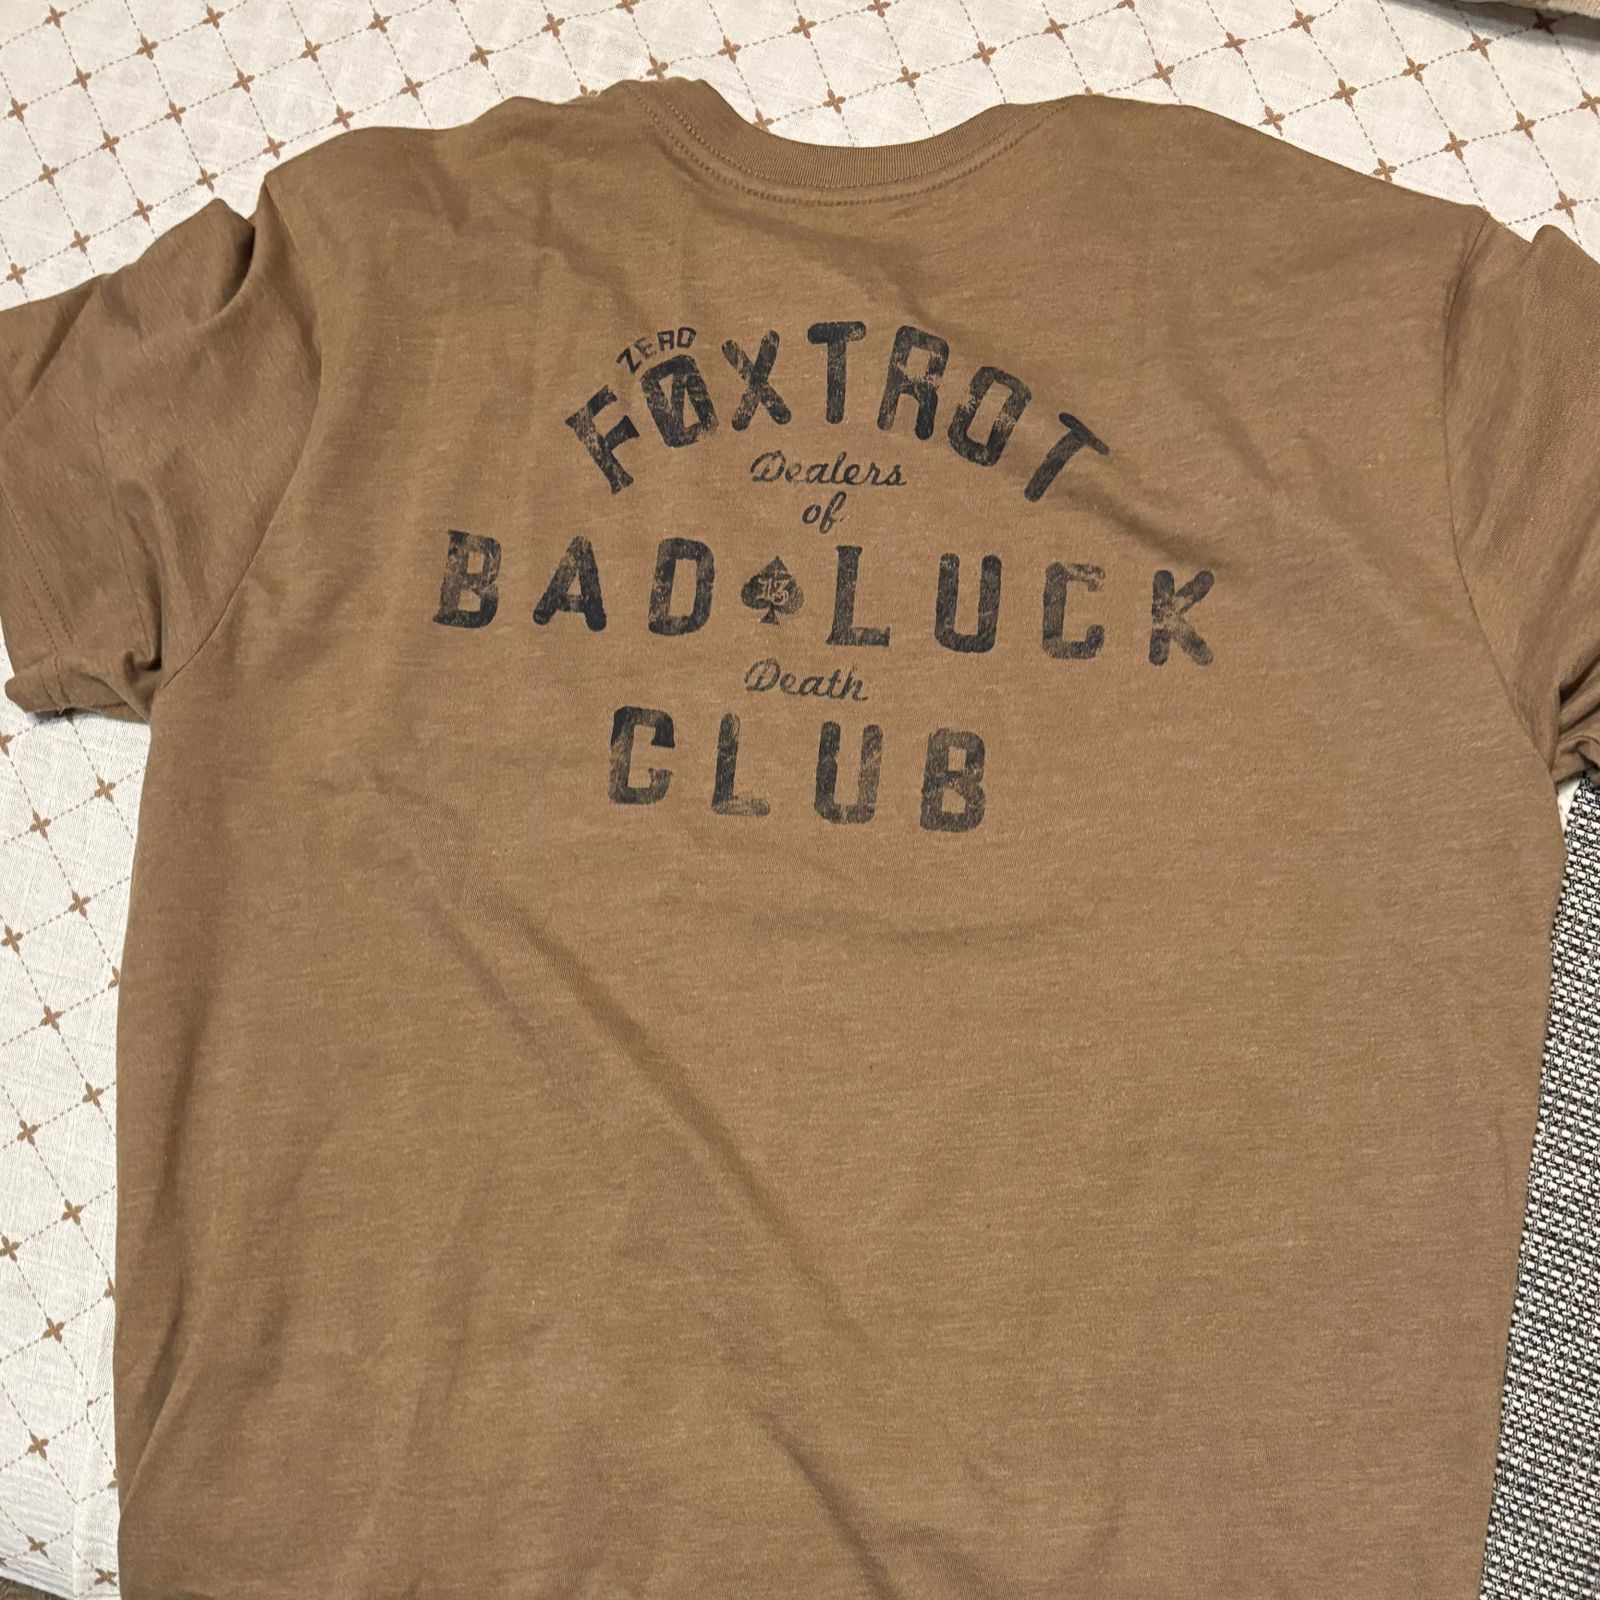 ZERO
FØXTROT
Dealers
of
BAD 13 LUCK
Death
CLUB